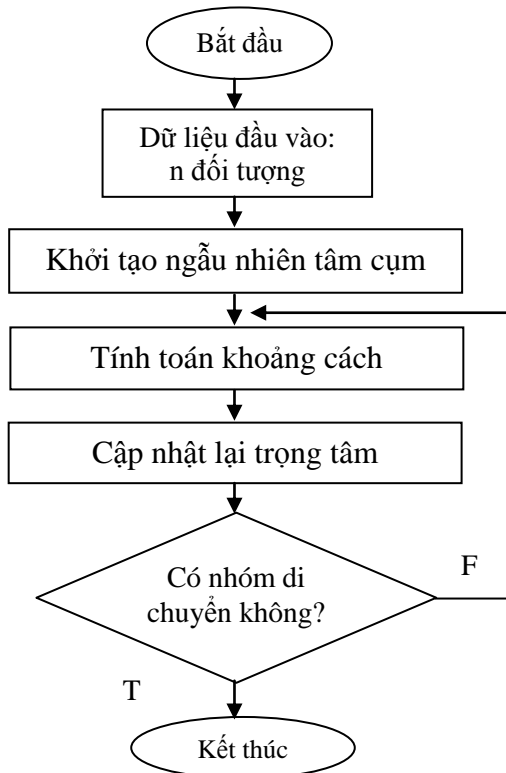 Bắt đầu
Dữ liệu đầu vào:
n đối tượng
Khởi tạo ngẫu nhiên tâm cụm
Tính toán khoảng cách
Cập nhật lại trọng tâm
Có nhóm di
chuyển không?
F
T
Kết thúc